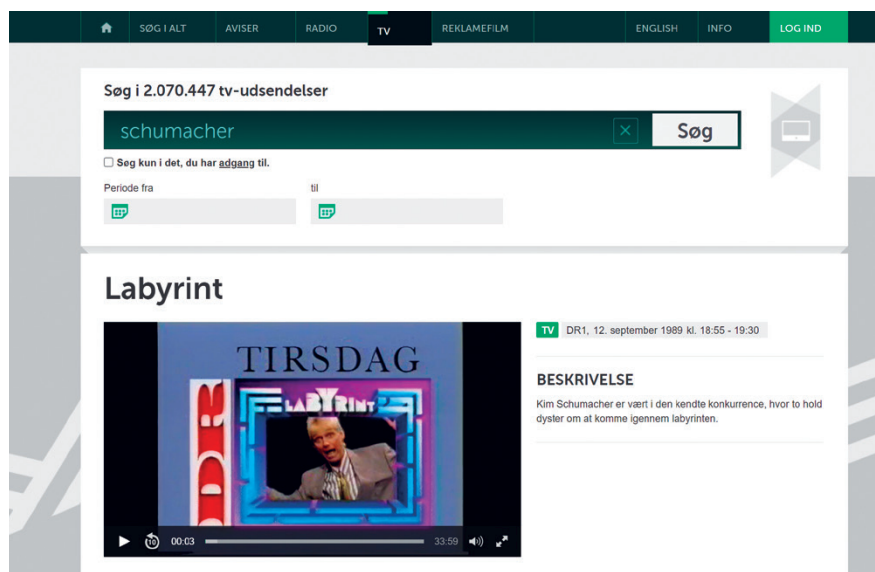 SØG I ALT
AVISER
RADIO
TV
REKLAMEFILM
ENGLISH
INFO
LOG IND
Søg i 2.070.447 tv-udsendelser
schumacher
Søg
Søg kun i det, du har adgang til.
Periode fra
til
Labyrint
TIRSDAG
LABYRINT
DR
10
00:03
33:59
TV DR1, 12. september 1989 kl. 18:55 - 19:30
BESKRIVELSE
Kim Schumacher er vært i den kendte konkurrence, hvor to hold
dyster om at komme igennem labyrinten.